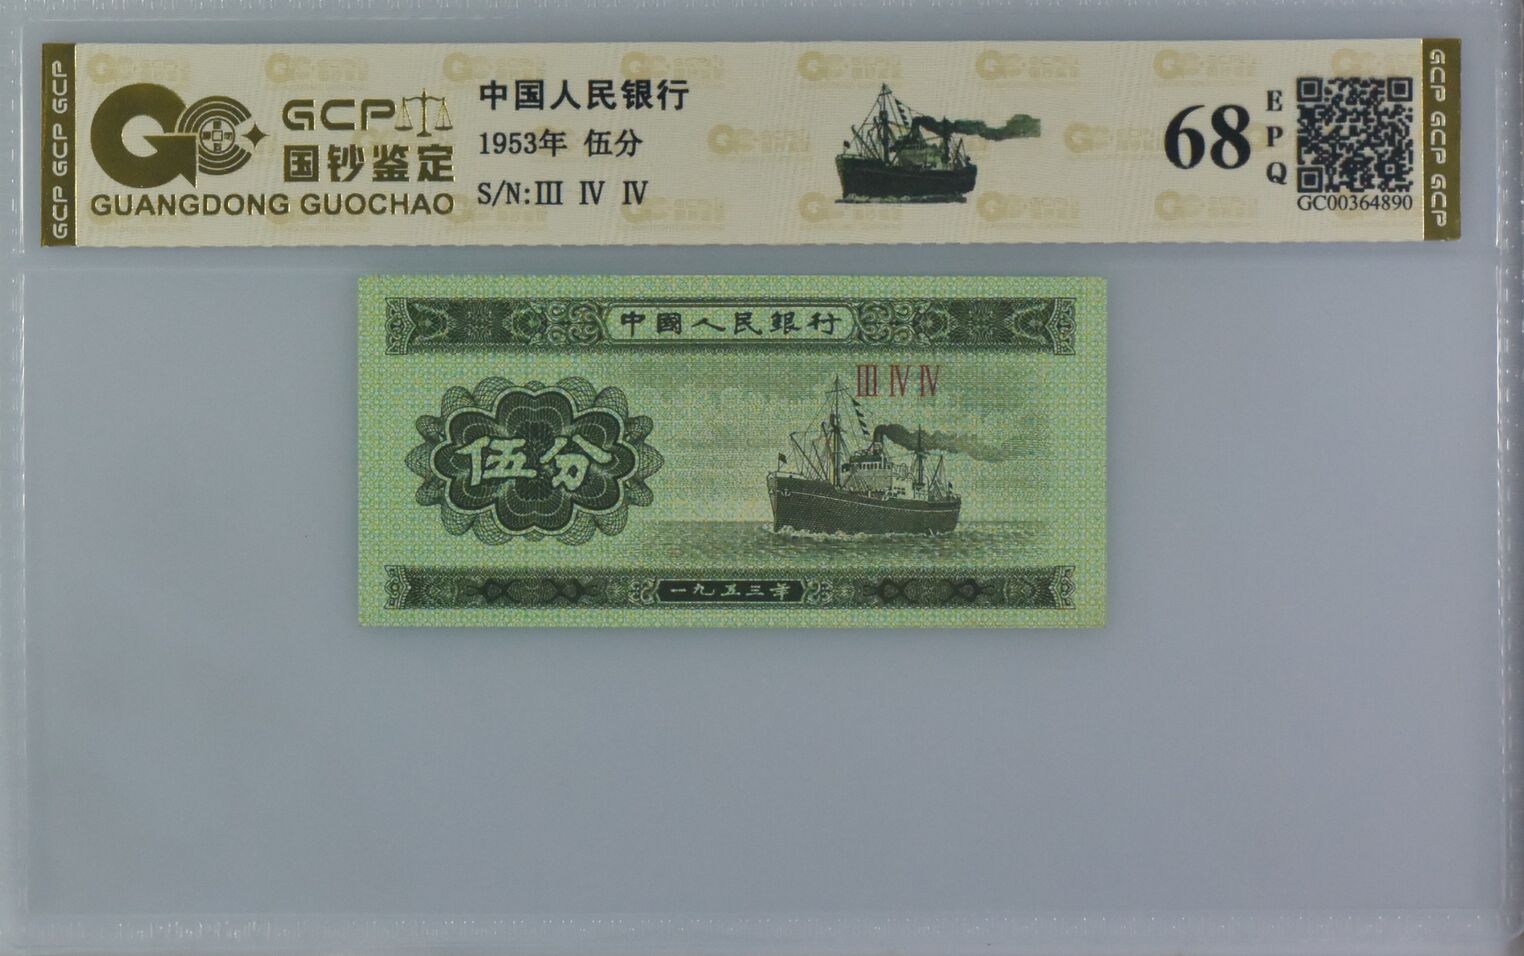 GCP GCP GCP
GCP
国钞鉴定
GUANGDONG GUOCHAO
中国人民银行
1953年 伍分
S/N:Ⅲ Ⅳ Ⅳ
68
EPQ
GC00364890
GCP GCP GCP
中國人民銀行
Ⅲ Ⅳ Ⅳ
伍分
一九五三年